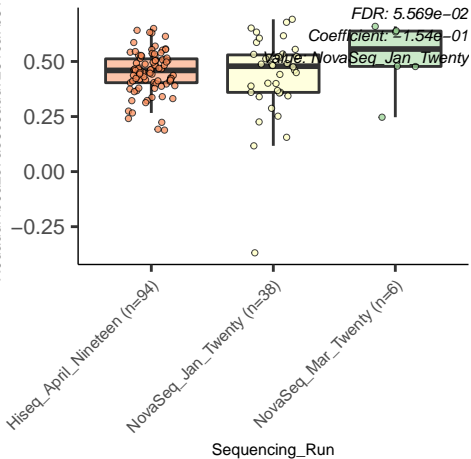 FDR: 5.569e−02
Coefficient: −1.54e−01
Value: NovaSeq_Jan_Twenty
0.50
0.25
0.00
−0.25
Hiseq_April_Nineteen (n=94)
NovaSeq_Jan_Twenty (n=38)
NovaSeq_Mar_Twenty (n=6)
Sequencing_Run